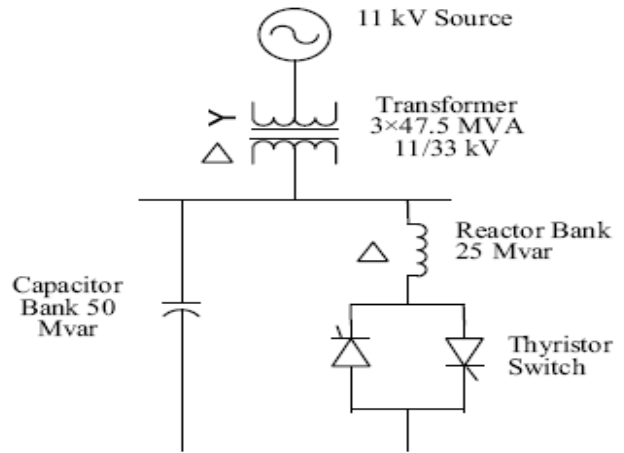 11 kV Source
Transformer
3×47.5 MVA
11/33 kV
Y
△
Reactor Bank
25 Mvar
△
Capacitor
Bank 50
Mvar
Thyristor
Switch